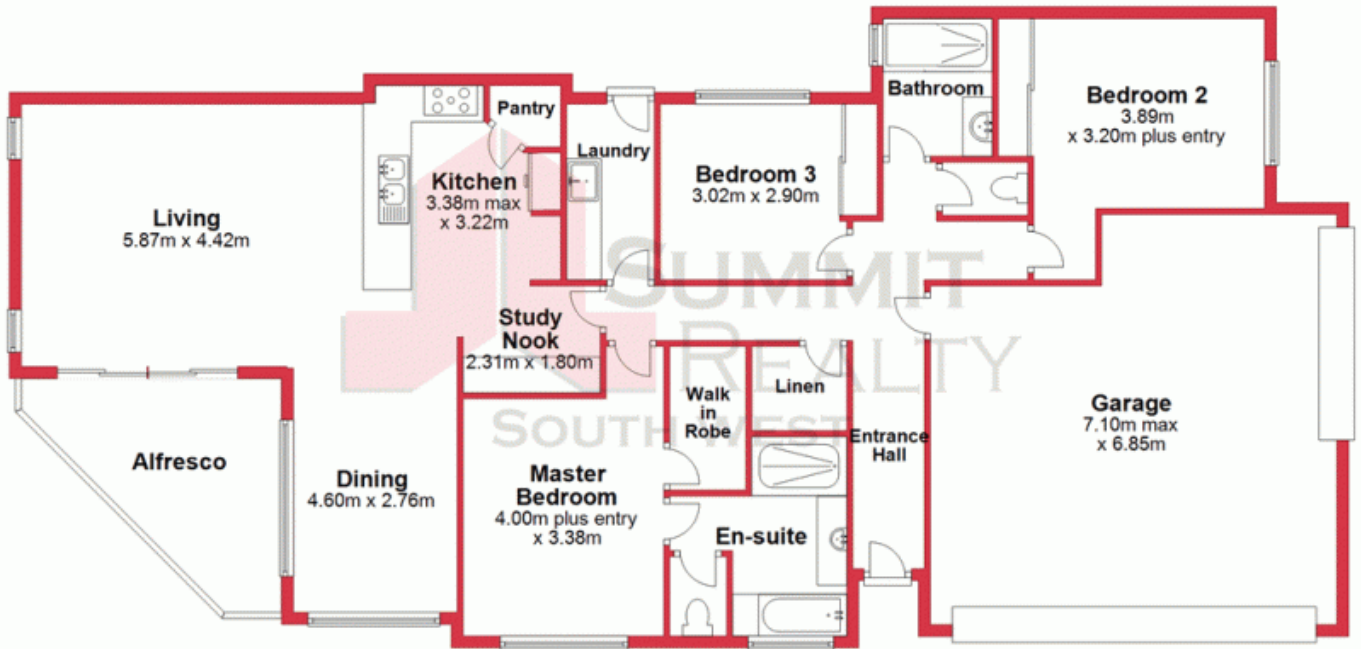 Bathroom
Bedroom 2
3.89m
x 3.20m plus entry
Pantry
Laundry
Kitchen
3.38m max
x 3.22m
Bedroom 3
3.02m x 2.90m
Living
5.87m x 4.42m
SUMMIT
REALTY
SOUTH WEST
Study
Nook
2.31m x 1.80m
Walk
in
Robe
Linen
Entrance
Hall
Garage
7.10m max
x 6.85m
Alfresco
Dining
4.60m x 2.76m
Master
Bedroom
4.00m plus entry
x 3.38m
En-suite